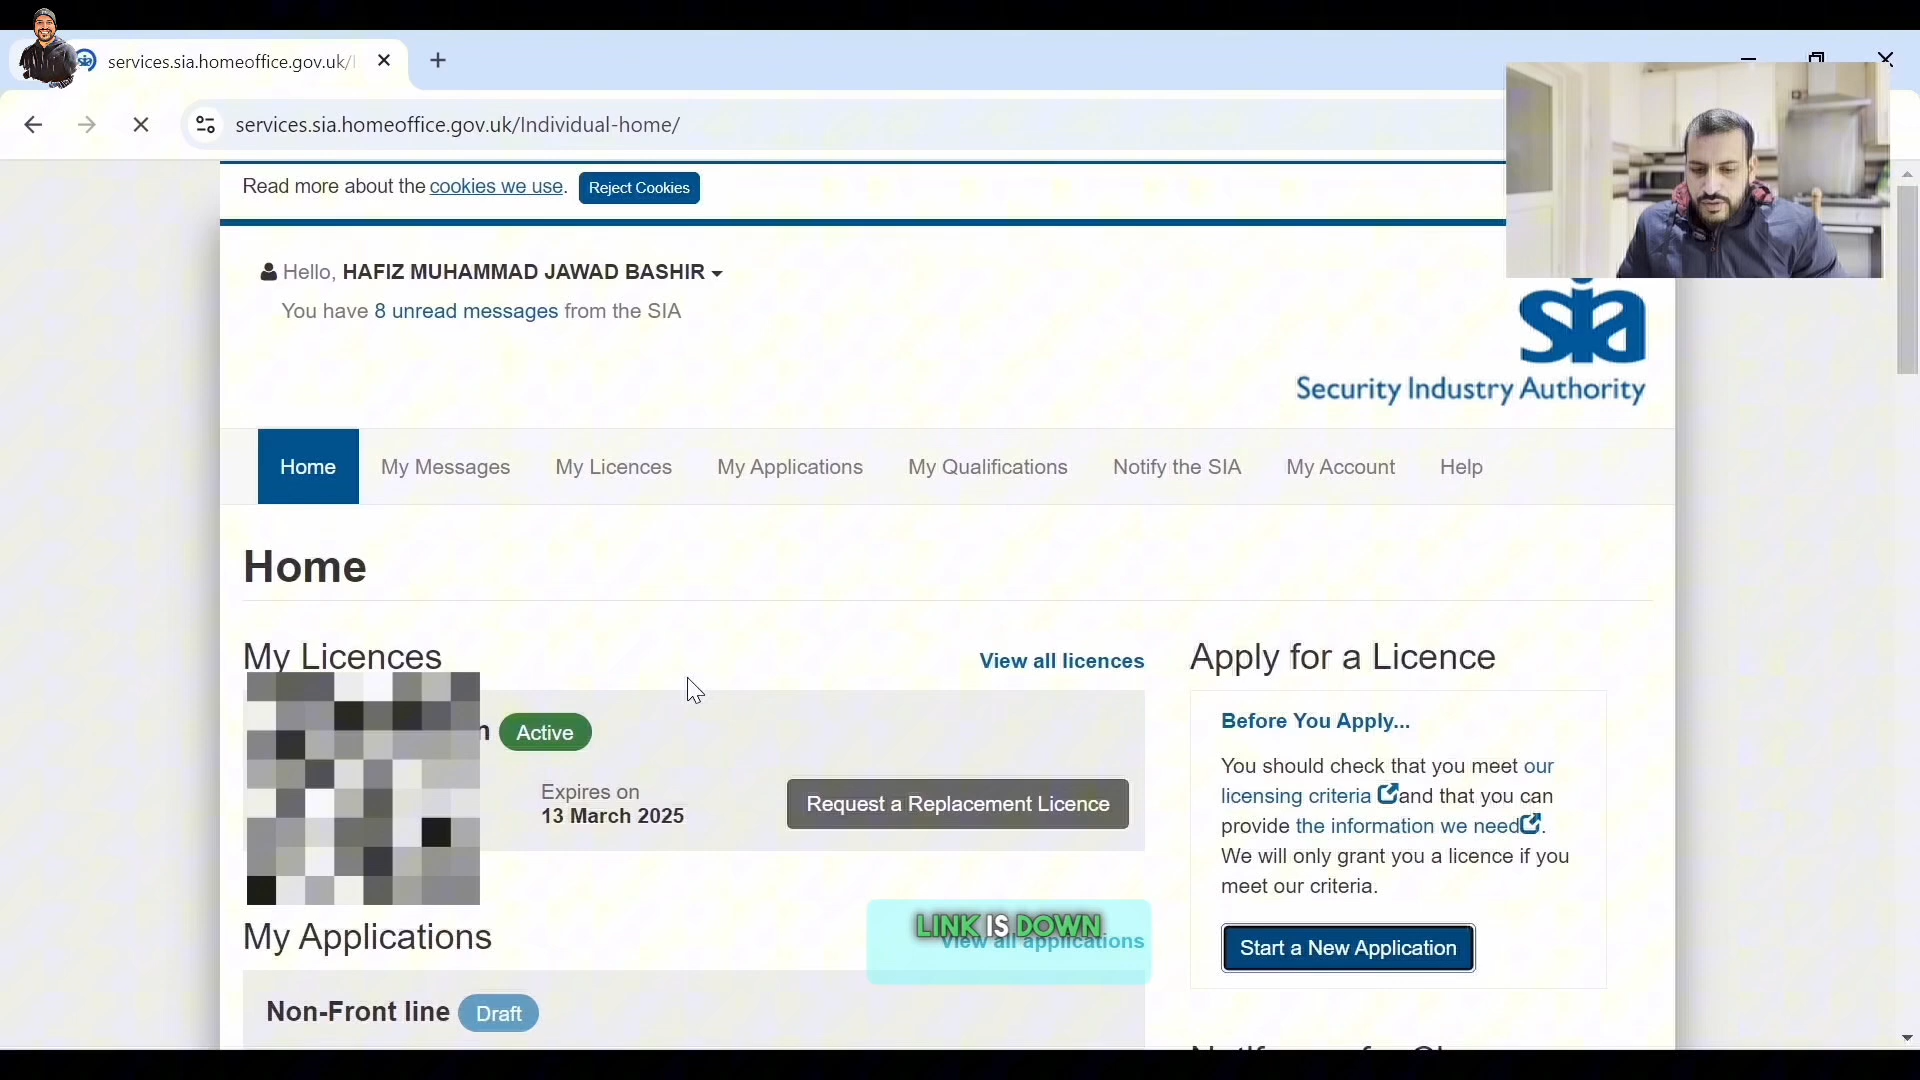 services.sia.homeoffice.gov.uk/
services.sia.homeoffice.gov.uk/Individual-home/
Read more about the cookies we use. Reject Cookies
Hello, HAFIZ MUHAMMAD JAWAD BASHIR
You have 8 unread messages from the SIA
sia
Security Industry Authority
Home My Messages My Licences My Applications My Qualifications Notify the SIA My Account Help
Home
My Licences
View all licences
Active
Expires on
13 March 2025
Request a Replacement Licence
My Applications
LINK IS DOWN
View all applications
Non-Front line Draft
Apply for a Licence
Before You Apply...
You should check that you meet our
licensing criteria and that you can
provide the information we need.
We will only grant you a licence if you
meet our criteria.
Start a New Application